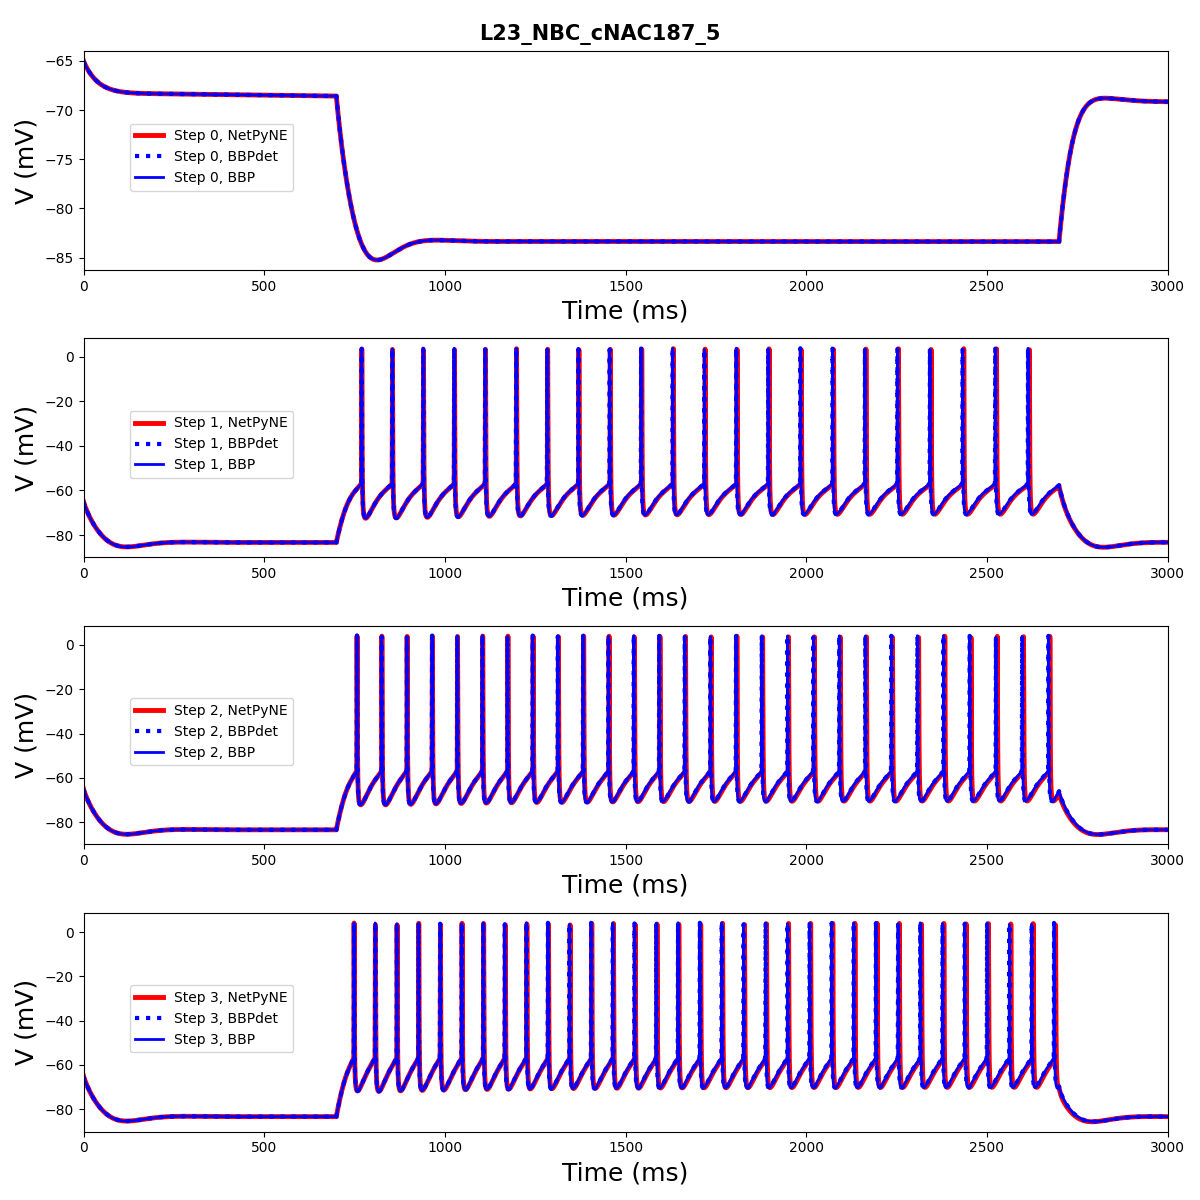 L23_NBC_cNAC187_5
−65
−70
−75
−80
−85
V (mV)
Step 0, NetPyNE
Step 0, BBPdet
Step 0, BBP
0 500 1000 1500 2000 2500 3000
Time (ms)
0
−20
−40
−60
−80
V (mV)
Step 1, NetPyNE
Step 1, BBPdet
Step 1, BBP
0 500 1000 1500 2000 2500 3000
Time (ms)
0
−20
−40
−60
−80
V (mV)
Step 2, NetPyNE
Step 2, BBPdet
Step 2, BBP
0 500 1000 1500 2000 2500 3000
Time (ms)
0
−20
−40
−60
−80
V (mV)
Step 3, NetPyNE
Step 3, BBPdet
Step 3, BBP
0 500 1000 1500 2000 2500 3000
Time (ms)